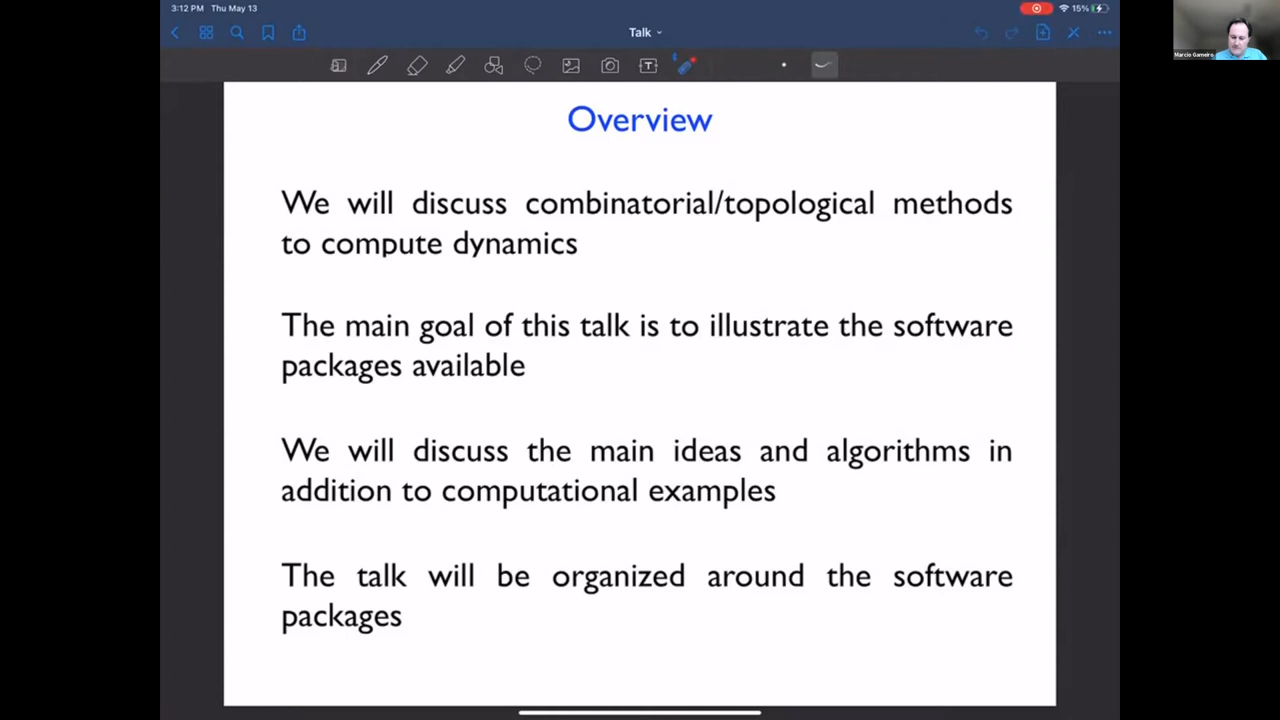 3:12 PM Thu May 13
15%
Talk
T
Marcio Gameiro
Overview
We will discuss combinatorial/topological methods
to compute dynamics
The main goal of this talk is to illustrate the software
packages available
We will discuss the main ideas and algorithms in
addition to computational examples
The talk will be organized around the software
packages